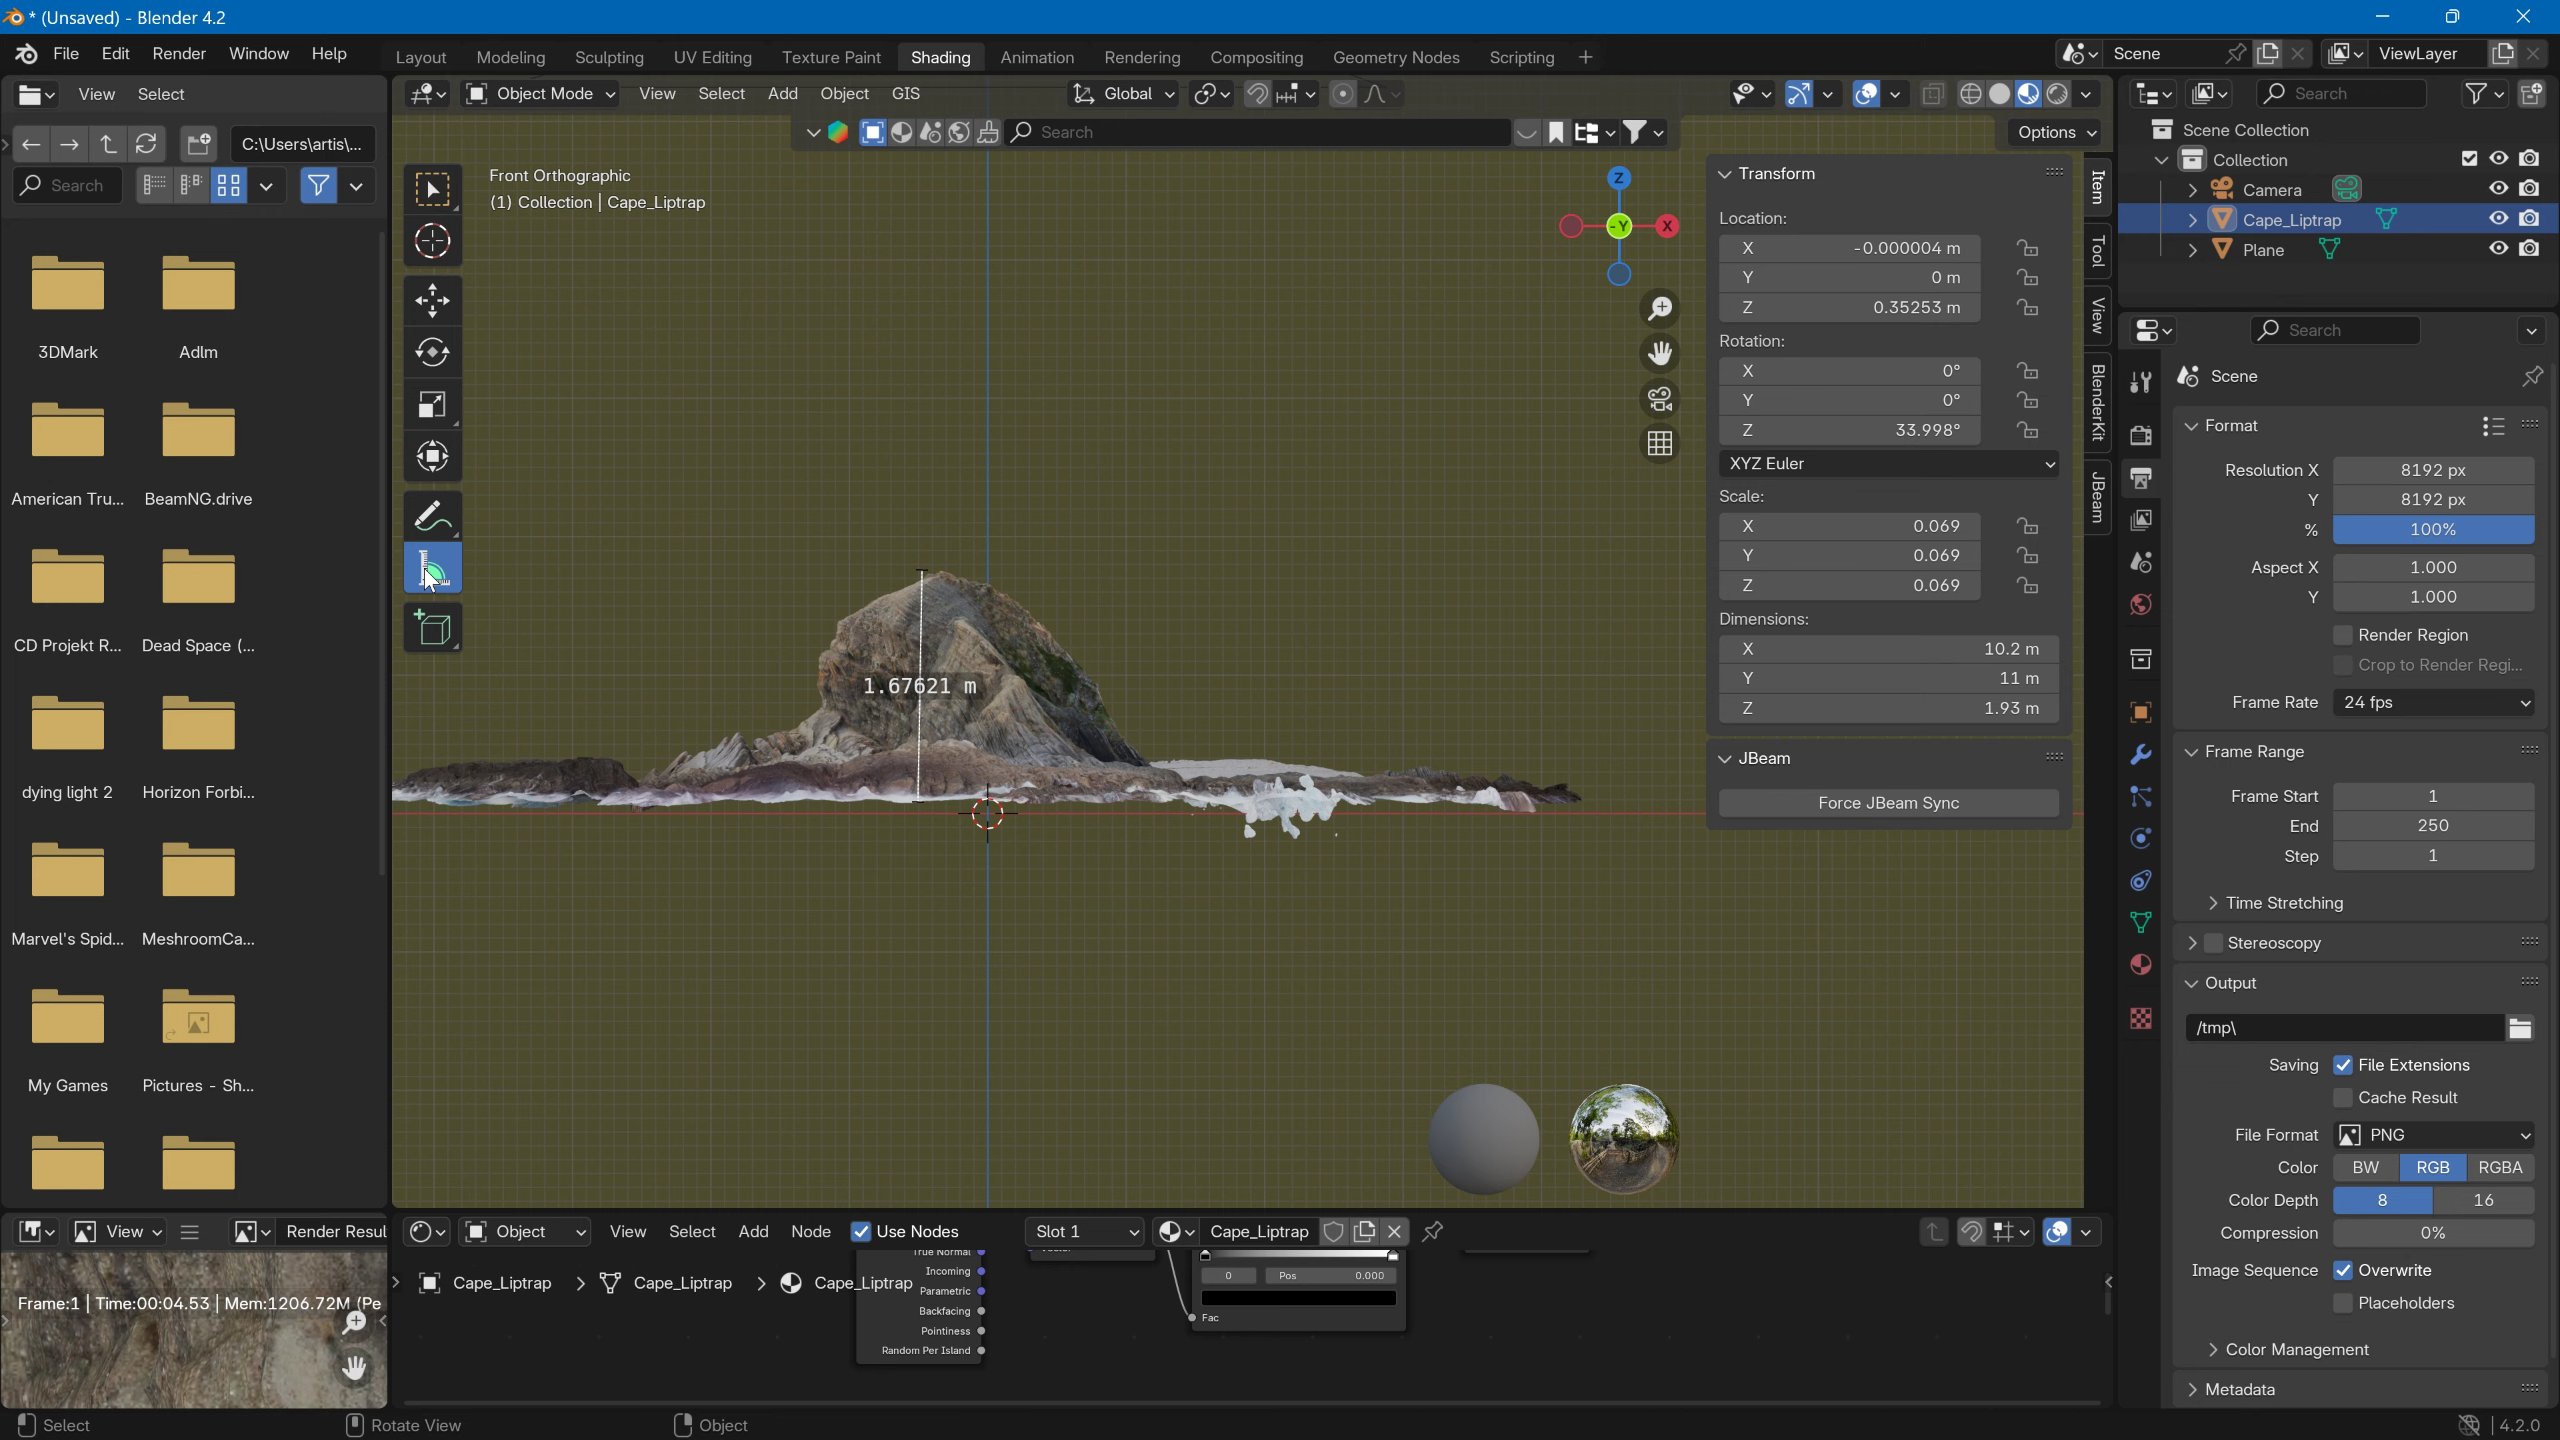 * (Unsaved) - Blender 4.2
File Edit Render Window Help
Layout Modeling Sculpting UV Editing Texture Paint Shading Animation Rendering Compositing Geometry Nodes Scripting +
Scene
ViewLayer
View Select
C:\Users\artis\...
Search
3DMark
Adlm
American Tru...
BeamNG.drive
CD Projekt R...
Dead Space (...
dying light 2
Horizon Forbi...
Marvel's Spid...
MeshroomCa...
My Games
Pictures - Sh...
Object Mode View Select Add Object GIS
Global
Search
Options
Front Orthographic
(1) Collection | Cape_Liptrap
Z
-Y
X
1.67621 m
Transform
Location:
X -0.000004 m
Y 0 m
Z 0.35253 m
Rotation:
X 0°
Y 0°
Z 33.998°
XYZ Euler
Scale:
X 0.069
Y 0.069
Z 0.069
Dimensions:
X 10.2 m
Y 11 m
Z 1.93 m
JBeam
Force JBeam Sync
Item
Tool
View
BlenderKit
JBeam
Search
Scene Collection
Collection
Camera
Cape_Liptrap
Plane
Search
Scene
Format
Resolution X 8192 px
Y 8192 px
% 100%
Aspect X 1.000
Y 1.000
Render Region
Crop to Render Regi...
Frame Rate 24 fps
Frame Range
Frame Start 1
End 250
Step 1
Time Stretching
Stereoscopy
Output
/tmp\
Saving File Extensions
Cache Result
File Format PNG
Color BW RGB RGBA
Color Depth 8 16
Compression 0%
Image Sequence Overwrite
Placeholders
Color Management
Metadata
View
Render Resul
Frame:1 | Time:00:04.53 | Mem:1206.72M (Pe
Object View Select Add Node Use Nodes
Slot 1
Cape_Liptrap
Cape_Liptrap > Cape_Liptrap > Cape_Liptrap
True Normal
Incoming
Parametric
Backfacing
Pointiness
Random Per Island
0 Pos 0.000
Fac
Select
Rotate View
Object
4.2.0